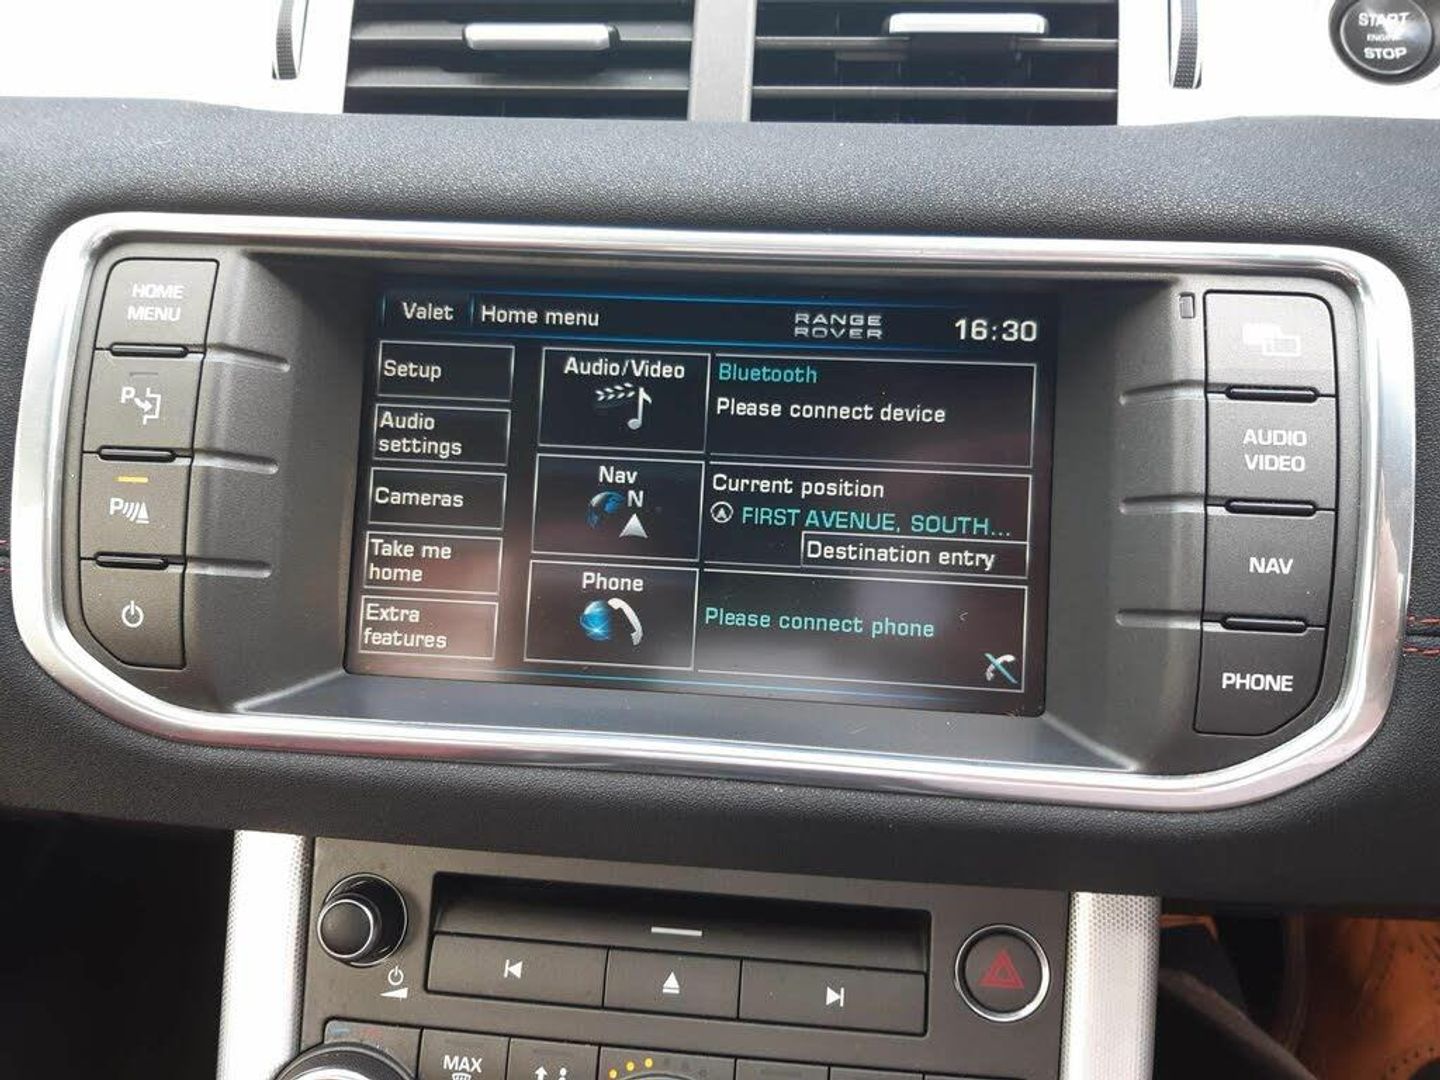 START
ENGINE
STOP
HOME
MENU
P
P
Valet
Home menu
RANGE
ROVER
16:30
Setup
Audio
settings
Cameras
Take me
home
Extra
features
Audio/Video
Nav
N
Phone
Bluetooth
Please connect device
Current position
FIRST AVENUE, SOUTH...
Destination entry
Please connect phone
AUDIO
VIDEO
NAV
PHONE
MAX